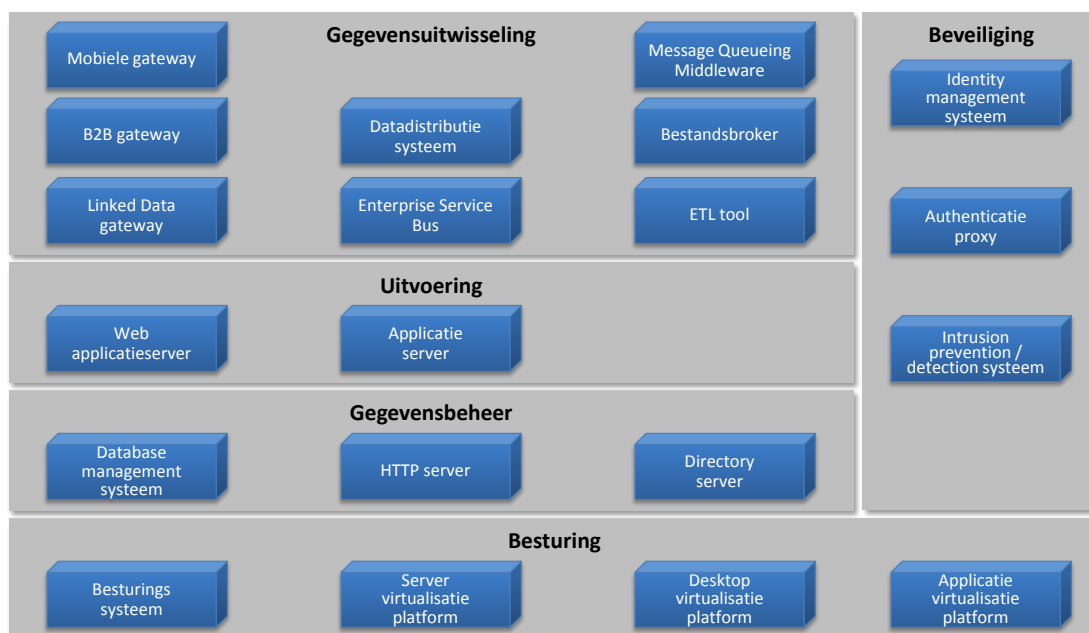 Gegevensuitwisseling
Mobiele gateway
Message Queueing
Middleware
B2B gateway
Datadistributie
systeem
Bestandsbroker
Linked Data
gateway
Enterprise Service
Bus
ETL tool
Beveiliging
Identity
management
systeem
Authenticatie
proxy
Intrusion
prevention /
detection systeem
Uitvoering
Web
applicatieserver
Applicatie
server
Gegevensbeheer
Database
management
systeem
HTTP server
Directory
server
Besturing
Besturings
systeem
Server
virtualisatie
platform
Desktop
virtualisatie
platform
Applicatie
virtualisatie
platform